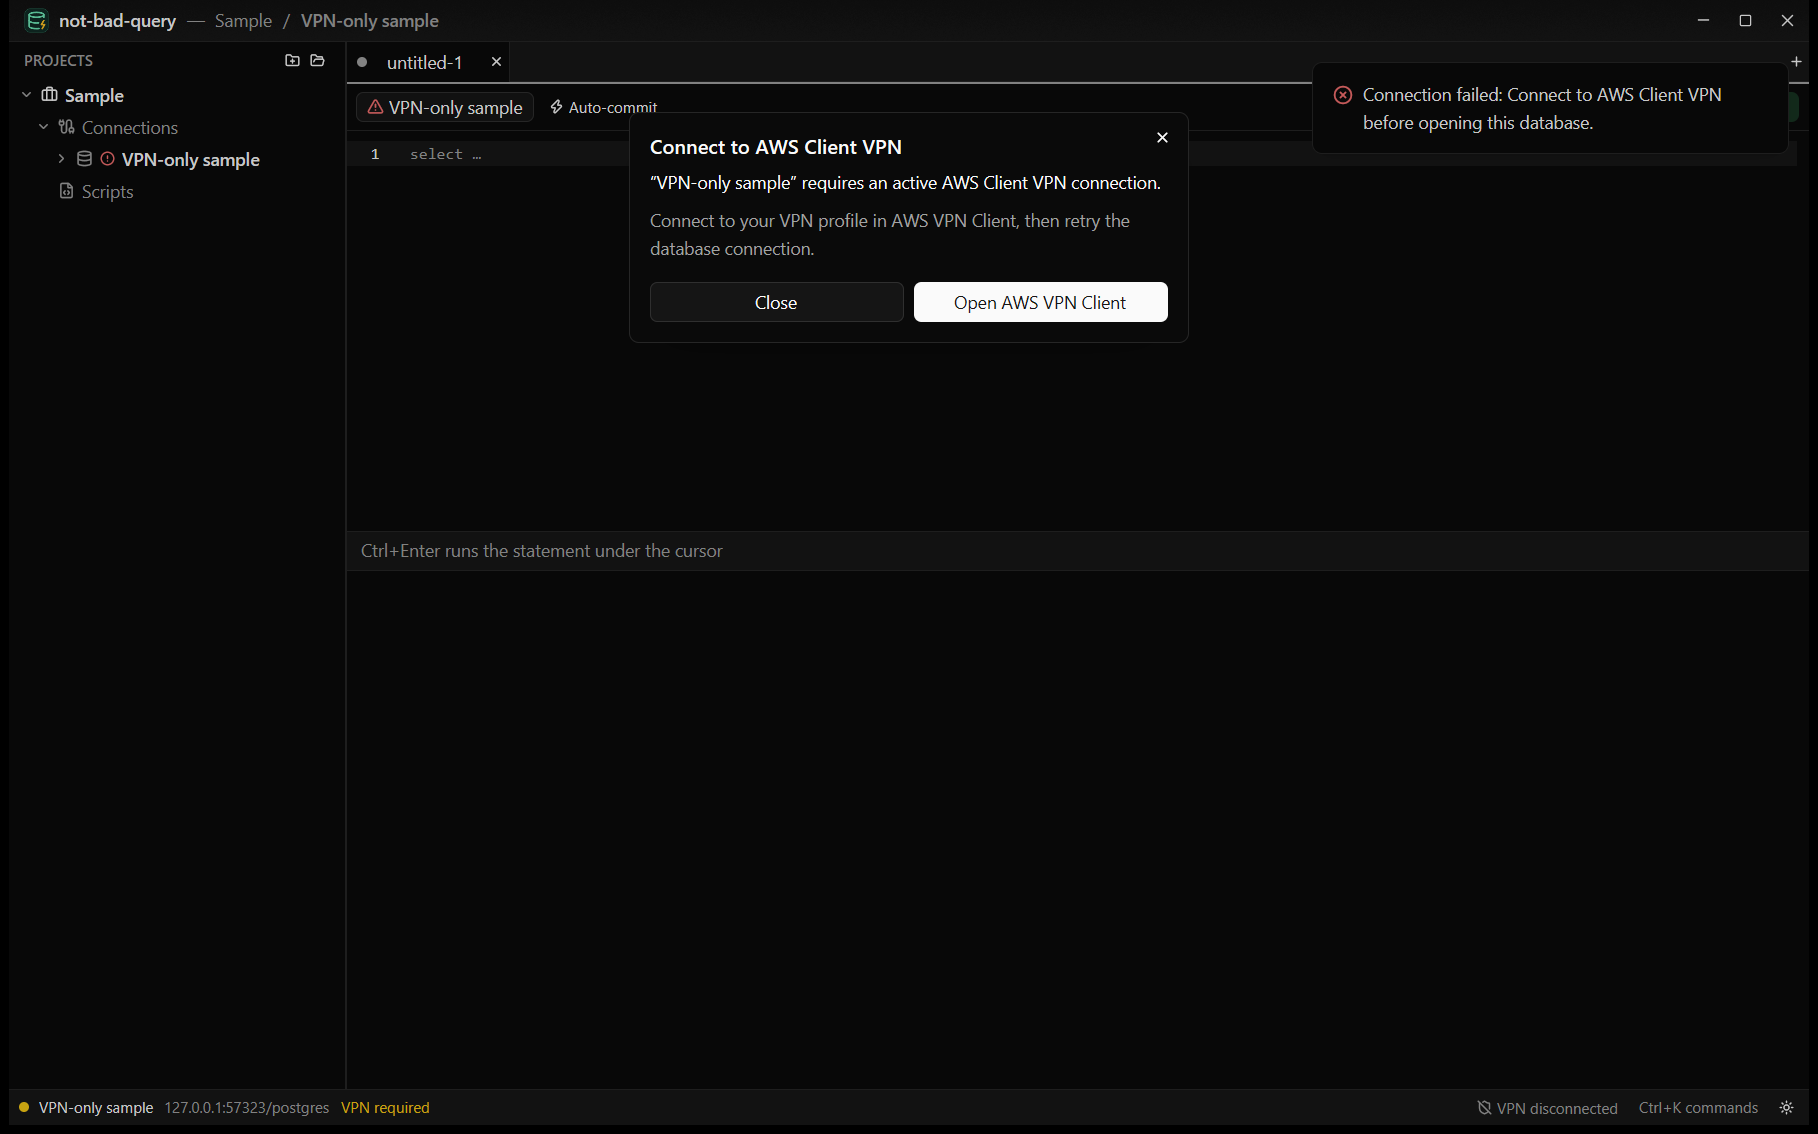 not-bad-query — Sample / VPN-only sample
PROJECTS
Sample
Connections
VPN-only sample
Scripts
untitled-1
VPN-only sample
Auto-commit
1 select …
Connection failed: Connect to AWS Client VPN
before opening this database.
Connect to AWS Client VPN
“VPN-only sample” requires an active AWS Client VPN connection.
Connect to your VPN profile in AWS VPN Client, then retry the
database connection.
Close
Open AWS VPN Client
Ctrl+Enter runs the statement under the cursor
VPN-only sample 127.0.0.1:57323/postgres VPN required
VPN disconnected Ctrl+K commands